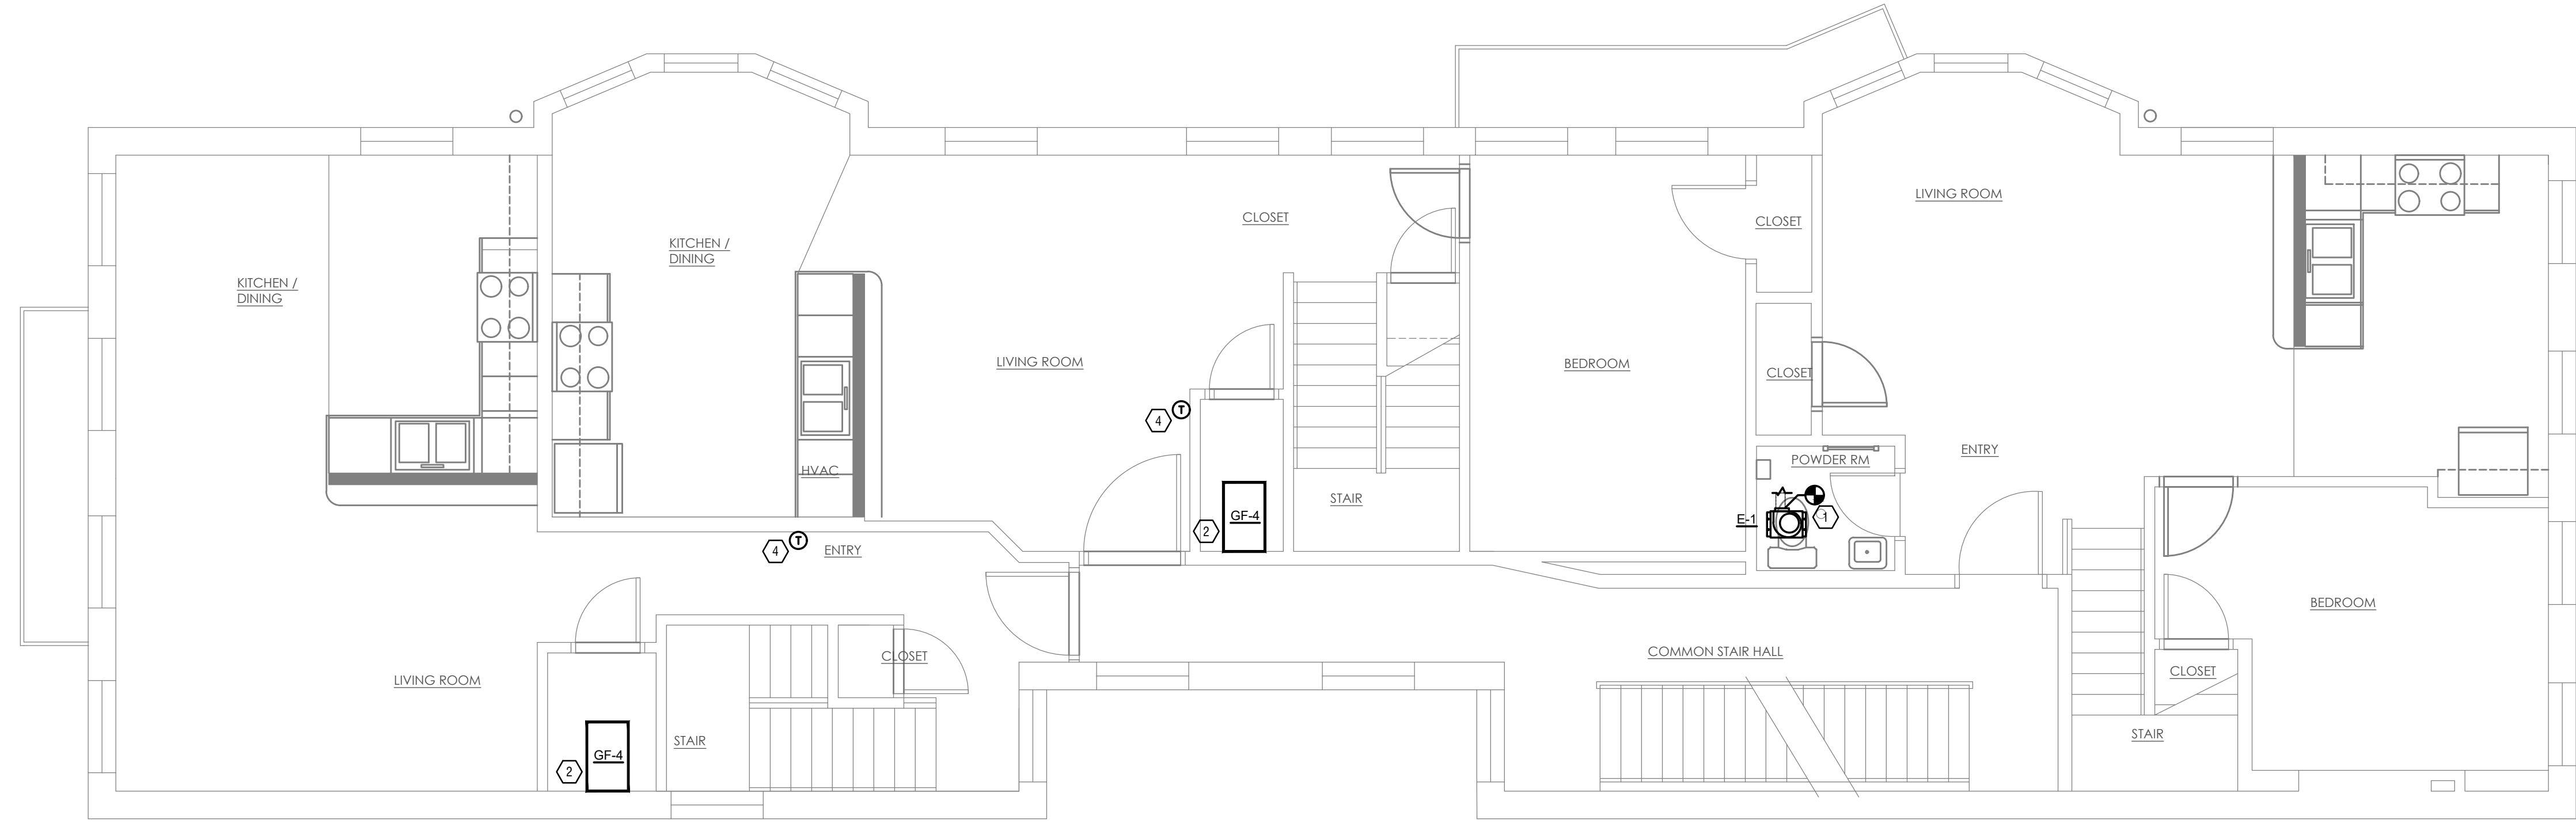 LIVING ROOM
CLOSET
CLOSET
KITCHEN /
DINING
KITCHEN /
DINING
LIVING ROOM
BEDROOM
CLOSET
4
T
ENTRY
POWDER RM
HVAC
STAIR
GF-4
2
E-1
1
4
T
ENTRY
BEDROOM
COMMON STAIR HALL
CLOSET
CLOSET
LIVING ROOM
STAIR
STAIR
GF-4
2